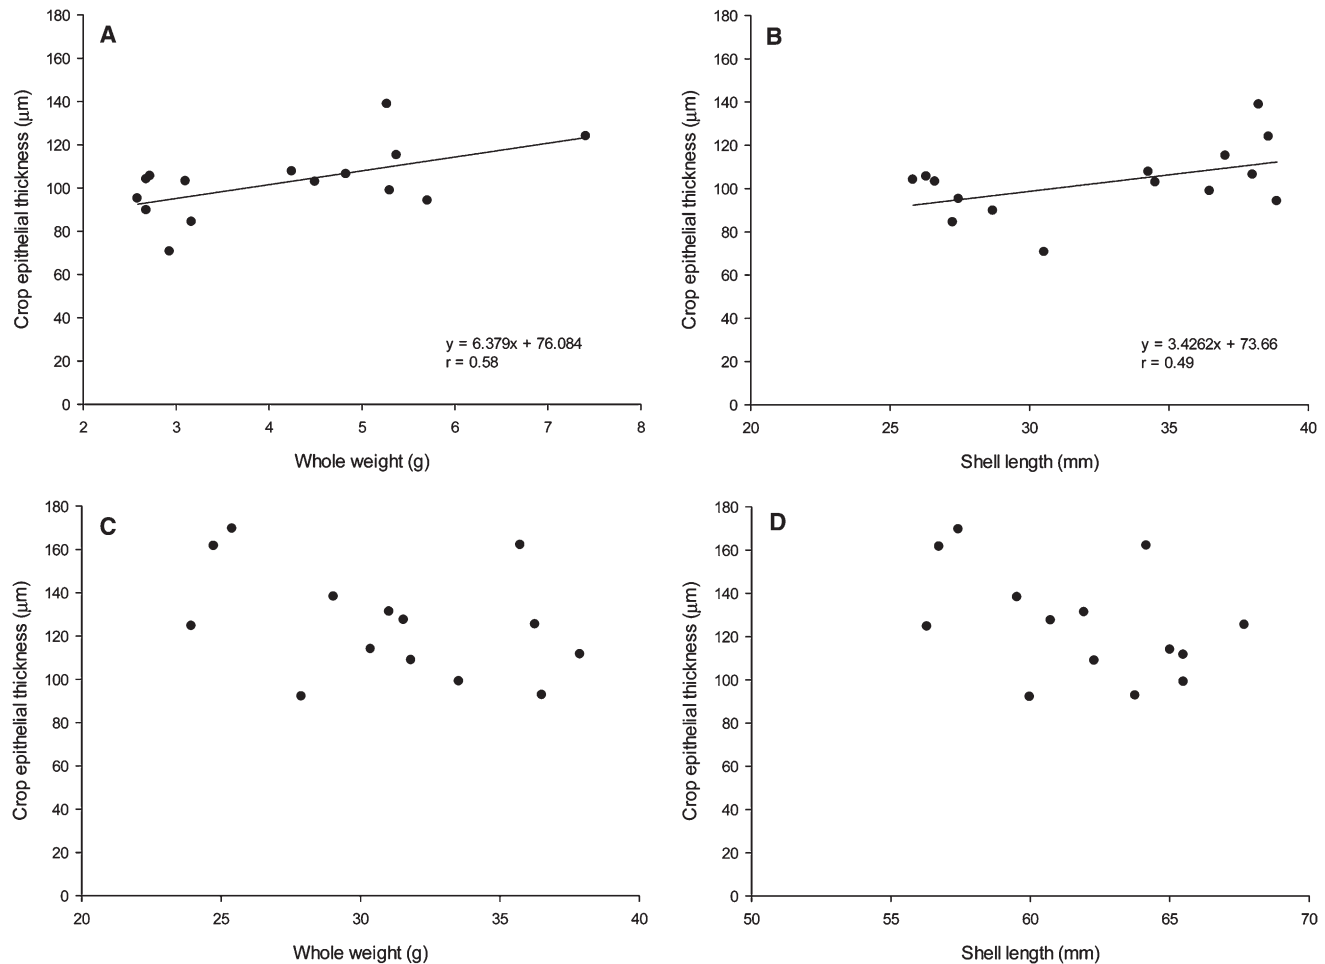 A
180
160
140
120
100
80
60
40
20
0
Crop epithelial thickness (μm)
y = 6.379x + 76.084
r = 0.58
2 3 4 5 6 7 8
Whole weight (g)
B
180
160
140
120
100
80
60
40
20
0
Crop epithelial thickness (μm)
y = 3.4262x + 73.66
r = 0.49
20 25 30 35 40
Shell length (mm)
C
180
160
140
120
100
80
60
40
20
0
Crop epithelial thickness (μm)
20 25 30 35 40
Whole weight (g)
D
180
160
140
120
100
80
60
40
20
0
Crop epithelial thickness (μm)
50 55 60 65 70
Shell length (mm)